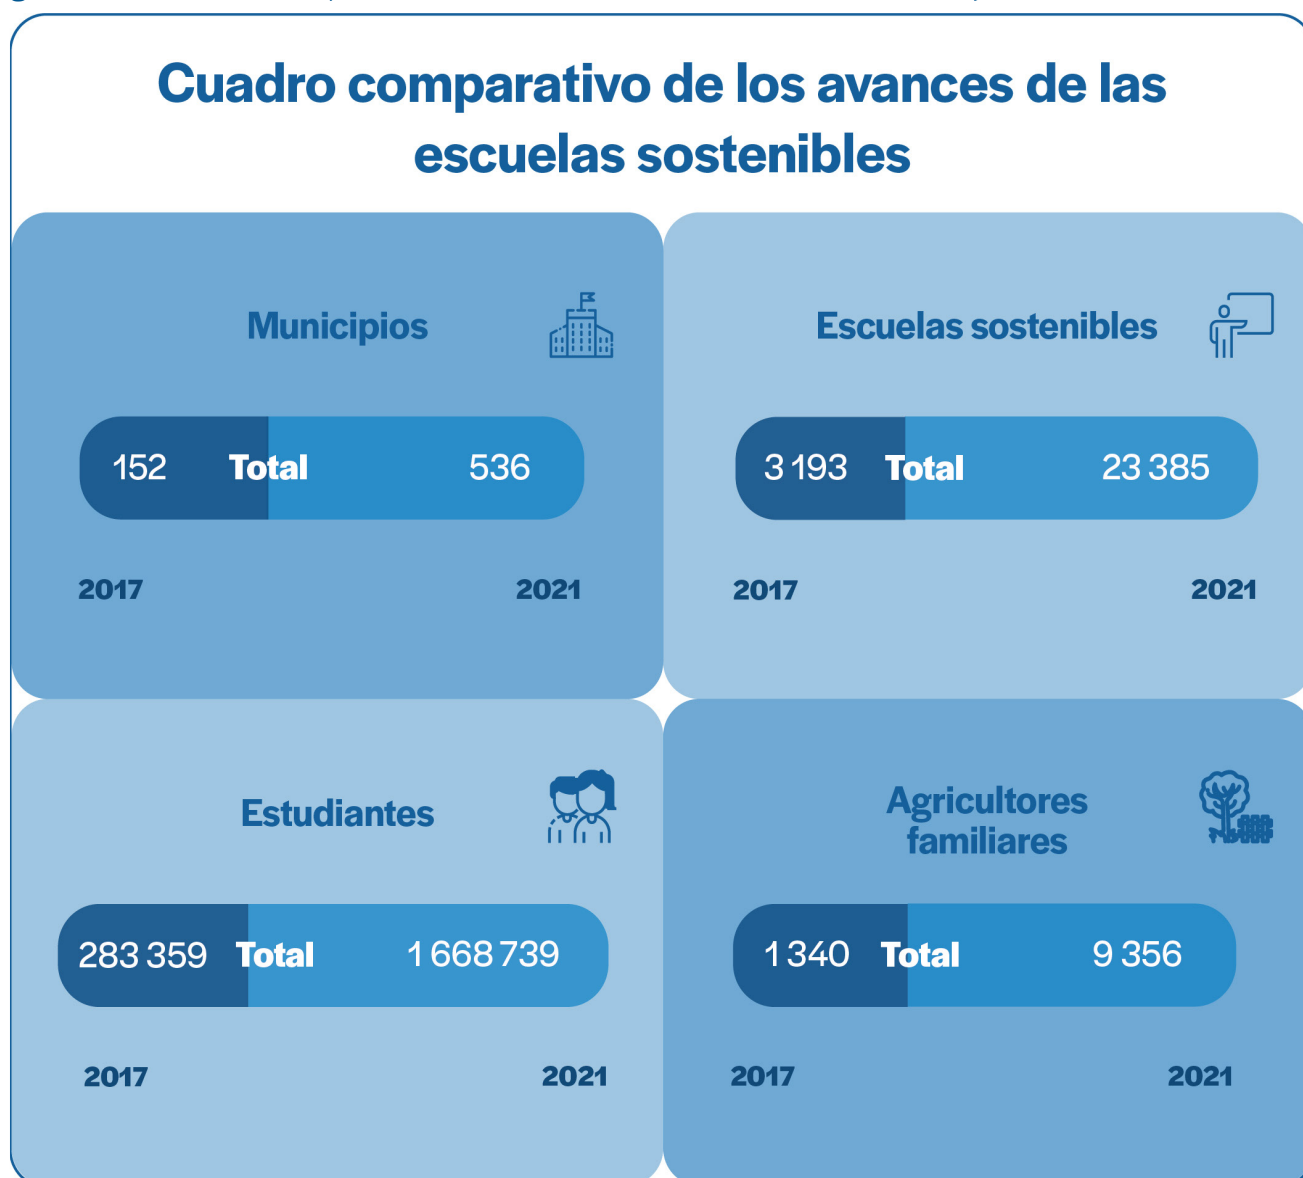 Cuadro comparativo de los avances de las
escuelas sostenibles
Municipios
152 Total 536
2017 2021
Escuelas sostenibles
3 193 Total 23 385
2017 2021
Estudiantes
283 359 Total 1 668 739
2017 2021
Agricultores
familiares
1 340 Total 9 356
2017 2021